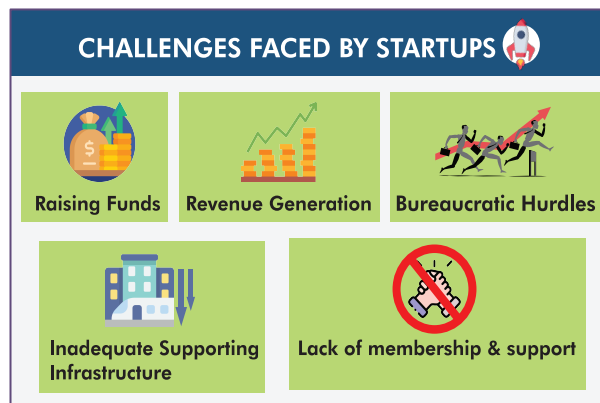 CHALLENGES FACED BY STARTUPS
$
Raising Funds
Revenue Generation
Bureaucratic Hurdles
Inadequate Supporting
Infrastructure
Lack of membership & support